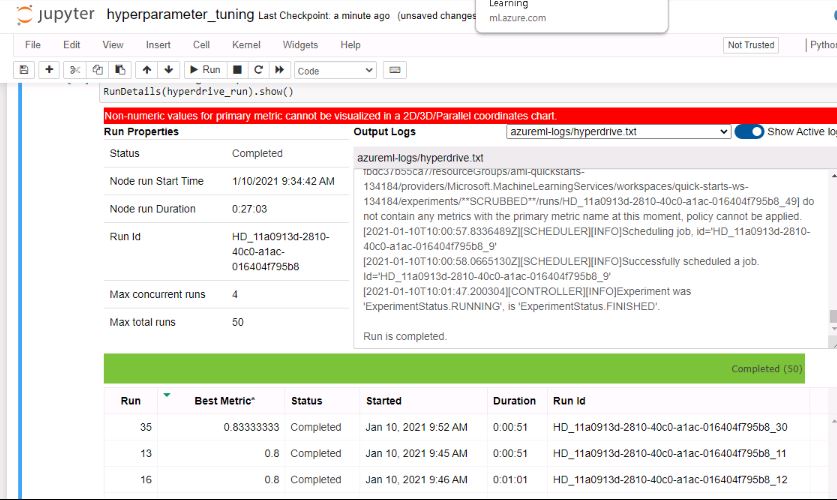 Learning
ml.azure.com
jupyter hyperparameter_tuning Last Checkpoint: a minute ago (unsaved changes
File Edit View Insert Cell Kernel Widgets Help
Not Trusted
Run
Code
RunDetails(hyperdrive_run).show()
Non-numeric values for primary metric cannot be visualized in a 2D/3D/Parallel coordinates chart.
Run Properties
Status Completed
Node run Start Time 1/10/2021 9:34:42 AM
Node run Duration 0:27:03
Run Id HD_11a0913d-2810-
40c0-a1ac-
016404f795b8
Max concurrent runs 4
Max total runs 50
Output Logs
azureml-logs/hyperdrive.txt
Show Active
azureml-logs/hyperdrive.txt
134184/providers/Microsoft.MachineLearningServices/workspaces/quick-starts-ws-
134184/experiments/**SCRUBBED**/runs/HD_11a0913d-2810-40c0-a1ac-016404f795b8_49] do
not contain any metrics with the primary metric name at this moment, policy cannot be applied.
[2021-01-10T10:00:57.8336489Z][SCHEDULER][INFO]Scheduling job, id='HD_11a0913d-2810-
40c0-a1ac-016404f795b8_9'
[2021-01-10T10:00:58.0665130Z][SCHEDULER][INFO]Successfully scheduled a job.
Id='HD_11a0913d-2810-40c0-a1ac-016404f795b8_9'
[2021-01-10T10:01:47.200304][CONTROLLER][INFO]Experiment was
'ExperimentStatus.RUNNING', is 'ExperimentStatus.FINISHED'.
Run is completed.
Completed (50)
Run Best Metric* Status Started Duration Run Id
35 0.83333333 Completed Jan 10, 2021 9:52 AM 0:00:51 HD_11a0913d-2810-40c0-a1ac-016404f795b8_30
13 0.8 Completed Jan 10, 2021 9:45 AM 0:00:51 HD_11a0913d-2810-40c0-a1ac-016404f795b8_11
16 0.8 Completed Jan 10, 2021 9:46 AM 0:01:01 HD_11a0913d-2810-40c0-a1ac-016404f795b8_12